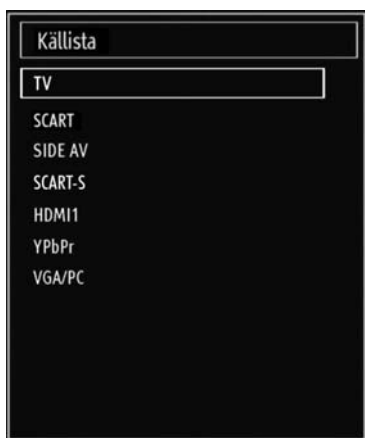 Källista
TV
SCART
SIDE AV
SCART-S
HDMI1
YPbPr
VGA/PC